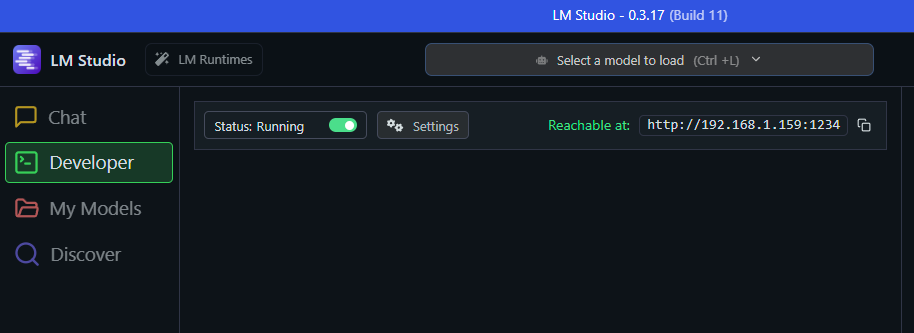 LM Studio - 0.3.17 (Build 11)
LM Studio
LM Runtimes
Select a model to load (Ctrl +L)
Chat
Developer
My Models
Discover
Status: Running
Settings
Reachable at: http://192.168.1.159:1234